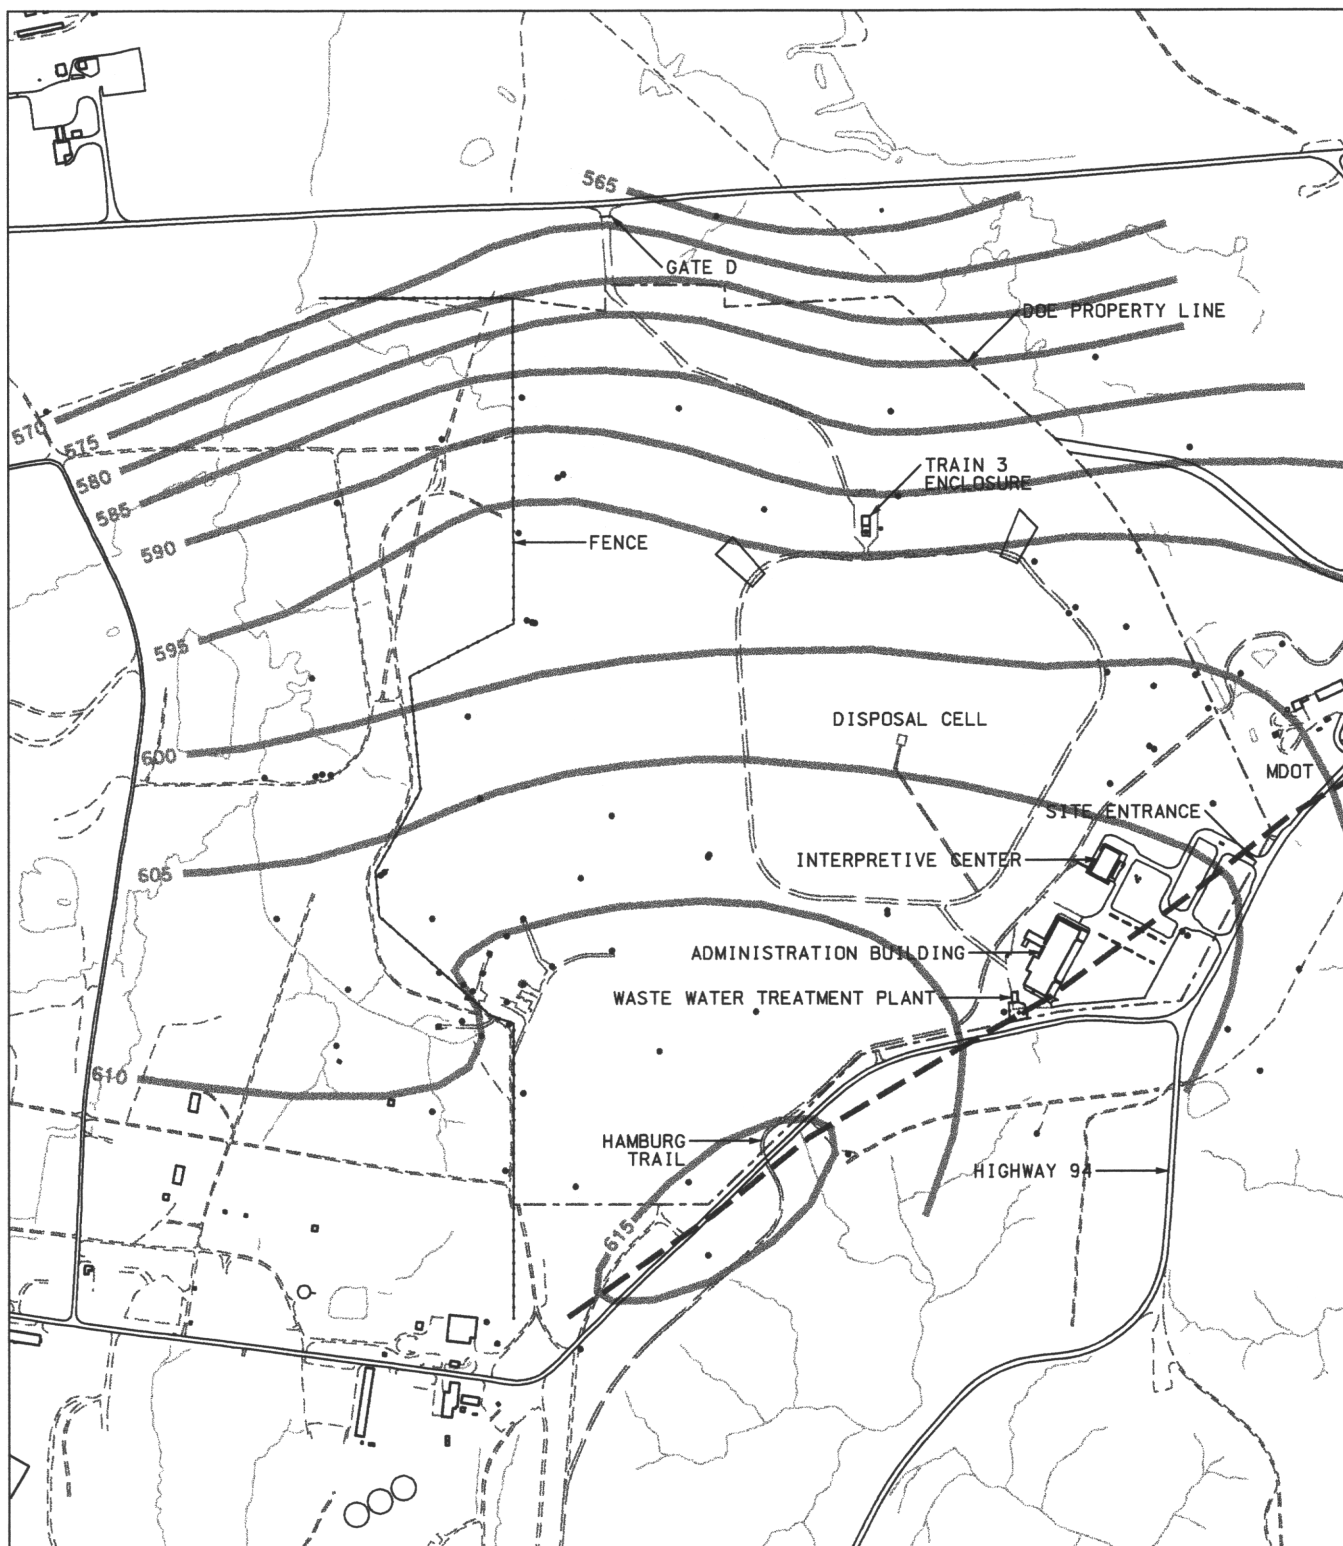 565
GATE D
DOE PROPERTY LINE
570
575
580
585
590
TRAIN 3
ENCLOSURE
FENCE
595
600
DISPOSAL CELL
MDOT
SITE ENTRANCE
INTERPRETIVE CENTER
605
ADMINISTRATION BUILDING
WASTE WATER TREATMENT PLANT
610
HAMBURG
TRAIL
HIGHWAY 94
615